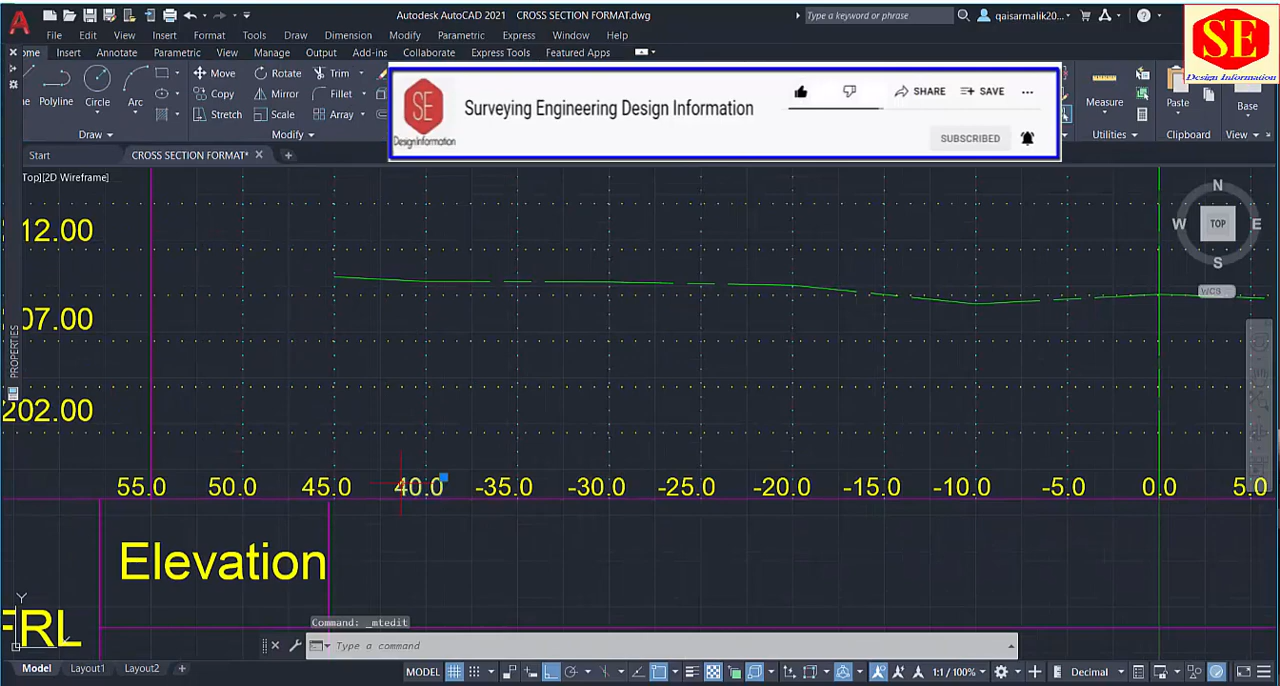 Autodesk AutoCAD 2021 CROSS SECTION FORMAT.dwg
Type a keyword or phrase
qaisarmalik20...
File Edit View Insert Format Tools Draw Dimension Modify Parametric Express Window Help
ome Insert Annotate Parametric View Manage Output Add-ins Collaborate Express Tools Featured Apps
SE
Design Information
Move Rotate Trim
Copy Mirror Fillet
Stretch Scale Array
ne Polyline Circle Arc
Draw Modify
SE
DesignInformation
Surveying Engineering Design Information
SHARE SAVE
SUBSCRIBED
Measure Paste Base
Utilities Clipboard View
Start CROSS SECTION FORMAT*
Top][2D Wireframe]
N
W TOP E
S
WCS
12.00
07.00
202.00
PROPERTIES
55.0 50.0 45.0 40.0 -35.0 -30.0 -25.0 -20.0 -15.0 -10.0 -5.0 0.0 5.0
Elevation
FRL
Y
Command: _mtedit
Type a command
Model Layout1 Layout2
MODEL 1:1 / 100% Decimal